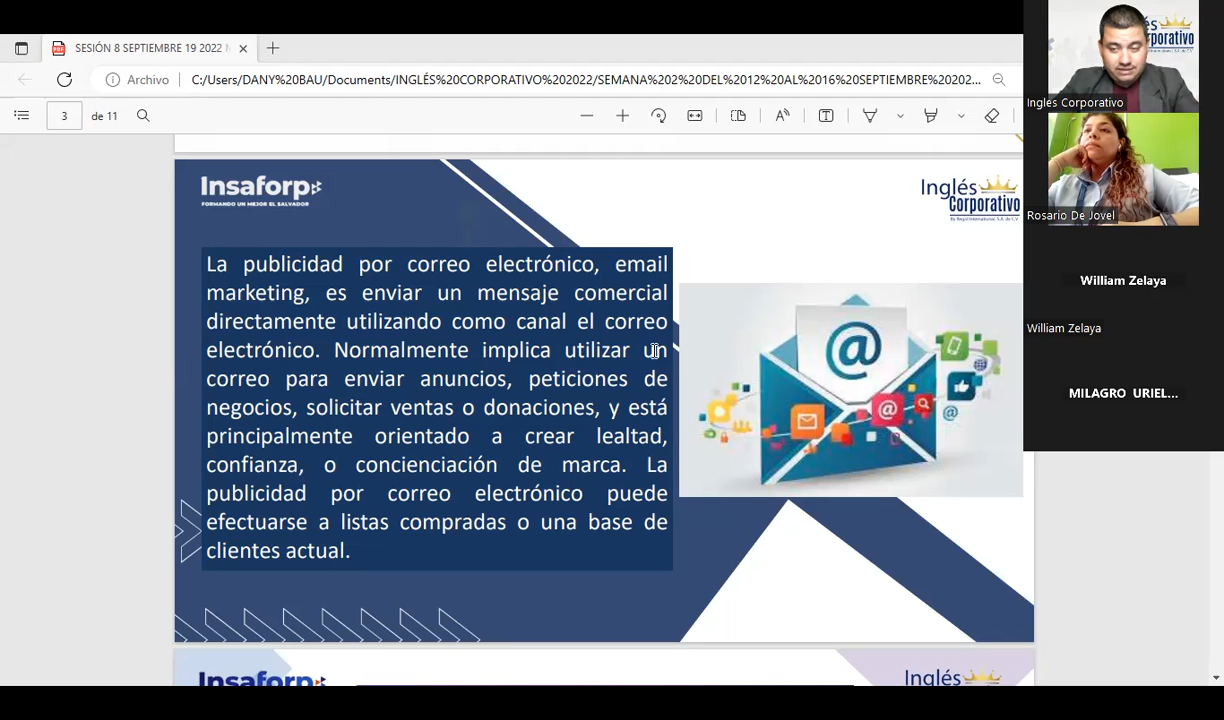 SESIÓN 8 SEPTIEMBRE 19 2022
Archivo
C:/Users/DANY%20BAU/Documents/INGLÉS%20CORPORATIVO%202022/SEMANA%202%20DEL%2012%20AL%2016%20SEPTIEMBRE%20202...
3
de 11
Insaforp
FORMANDO UN MEJOR EL SALVADOR
Inglés
Corporativo
By Regal International, S.A. de C.V.
La publicidad por correo electrónico, email
marketing, es enviar un mensaje comercial
directamente utilizando como canal el correo
electrónico. Normalmente implica utilizar un
correo para enviar anuncios, peticiones de
negocios, solicitar ventas o donaciones, y está
principalmente orientado a crear lealtad,
confianza, o concienciación de marca. La
publicidad por correo electrónico puede
efectuarse a listas compradas o una base de
clientes actual.
@
@
@
Insaforp
Inglés
Corporativo
Inglés Corporativo
Rosario De Jovel
William Zelaya
William Zelaya
MILAGRO URIEL...